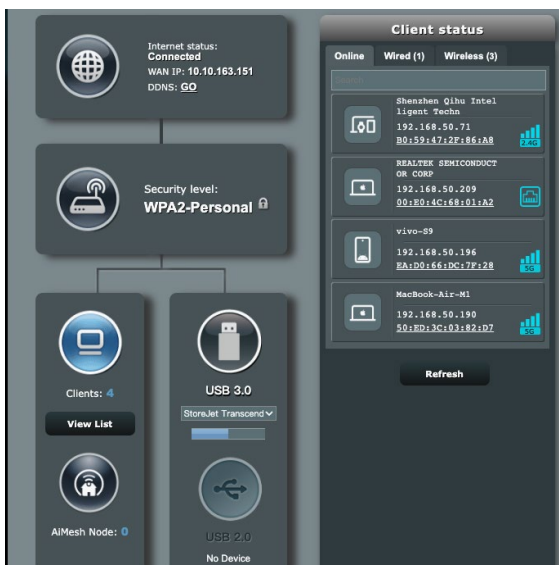 Internet status:
Connected
WAN IP: 10.10.163.151
DDNS: GO
Security level:
WPA2-Personal
Clients: 4
View List
AiMesh Node: 0
USB 3.0
StoreJet Transcend
USB 2.0
No Device
Client status
Online
Wired (1)
Wireless (3)
Search
Shenzhen Qihu Intel
ligent Techn
192.168.50.71
B0:59:47:2F:86:A8
2.4G
REALTEK SEMICONDUCT
OR CORP
192.168.50.209
00:E0:4C:68:01:A2
vivo-S9
192.168.50.196
EA:D0:66:DC:7F:28
5G
MacBook-Air-M1
192.168.50.190
50:ED:3C:03:82:D7
5G
Refresh